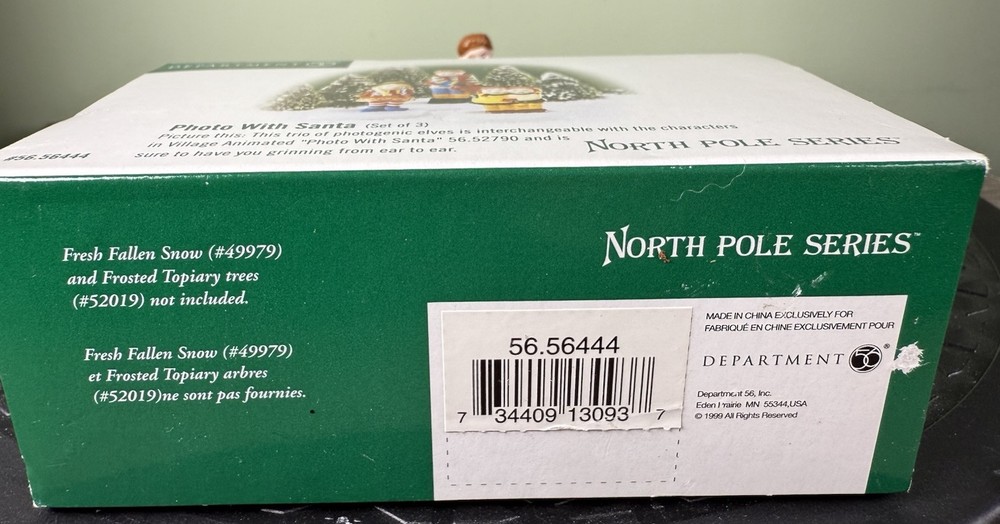 DEPARTMENT 56
Photo With Santa (Set of 3)
Picture this: This trio of photogenic elves is interchangeable with the characters
in Village Animated "Photo With Santa" 56.52790 and is
sure to have you grinning from ear to ear.
#56.56444
NORTH POLE SERIES™
Fresh Fallen Snow (#49979)
and Frosted Topiary trees
(#52019) not included.
Fresh Fallen Snow (#49979)
et Frosted Topiary arbres
(#52019)ne sont pas fournies.
NORTH POLE SERIES™
56.56444
7 34409 13093 7
MADE IN CHINA EXCLUSIVELY FOR
FABRIQUÉ EN CHINE EXCLUSIVEMENT POUR
DEPARTMENT 56®
Department 56, Inc.
Eden Prairie MN 55344,USA
© 1999 All Rights Reserved